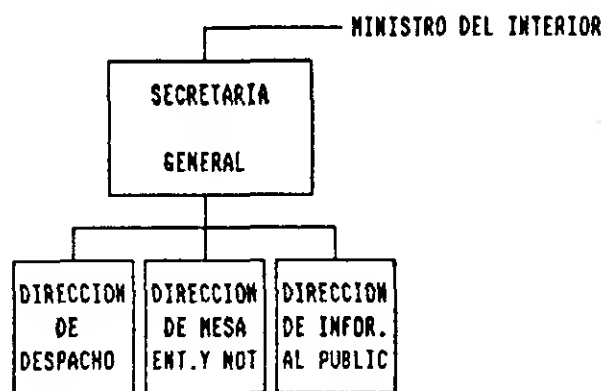 MINISTRO DEL INTERIOR
SECRETARIA
GENERAL
DIRECCION
DE
DESPACHO
DIRECCION
DE MESA
ENT.Y NOT
DIRECCION
DE INFOR.
AL PUBLIC